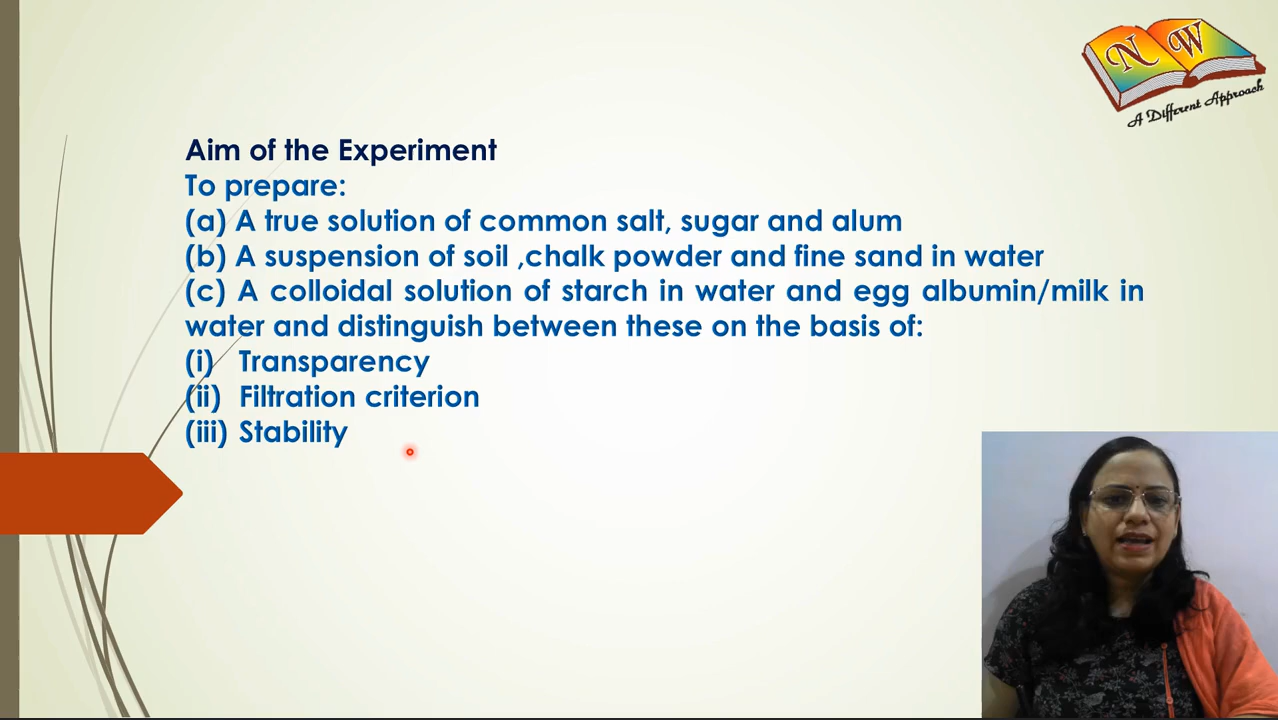 N W
A Different Approach
Aim of the Experiment
To prepare:
(a) A true solution of common salt, sugar and alum
(b) A suspension of soil ,chalk powder and fine sand in water
(c) A colloidal solution of starch in water and egg albumin/milk in
water and distinguish between these on the basis of:
(i) Transparency
(ii) Filtration criterion
(iii) Stability